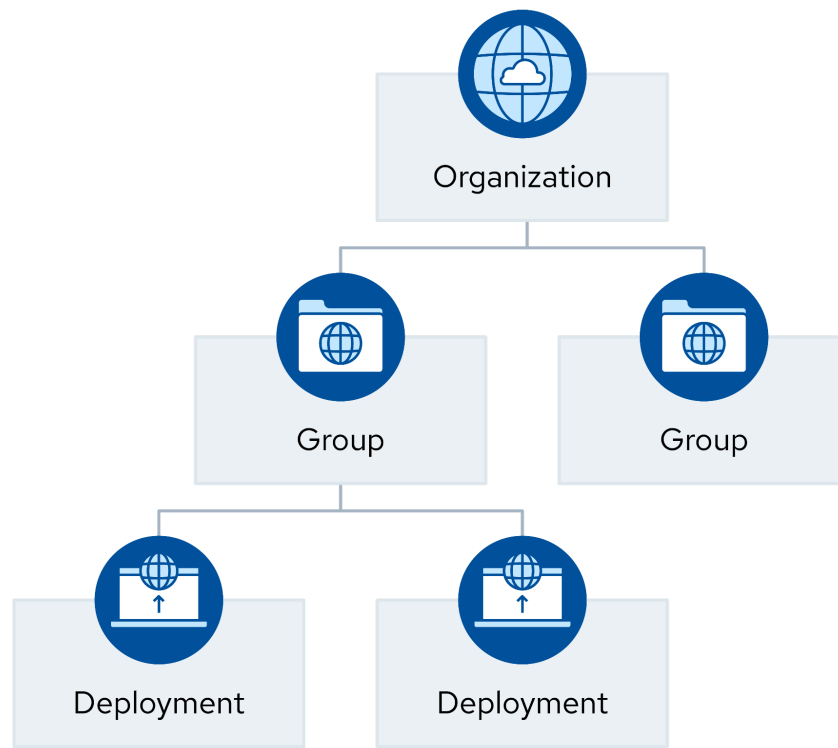 Organization
Group
Group
Deployment
Deployment